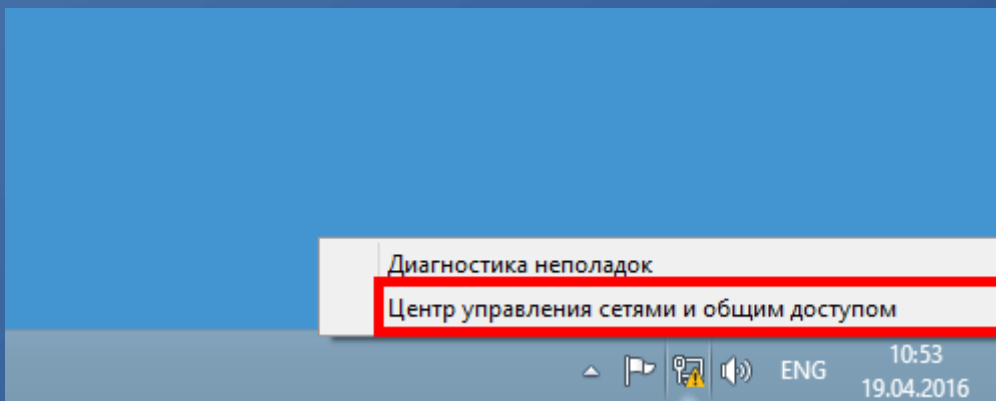 Диагностика неполадок
Центр управления сетями и общим доступом
ENG
10:53
19.04.2016